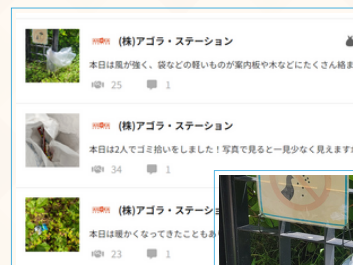 (株)アゴラ・ステーション
本日は風が強く、袋などの軽いものが案内板や木などにたくさん絡ま
25 1
(株)アゴラ・ステーション
本日は2人でゴミ拾いをしました！写真で見ると一見少なく見えます
34 1
(株)アゴラ・ステーション
本日は暖かくなってきたこともあ
23 1